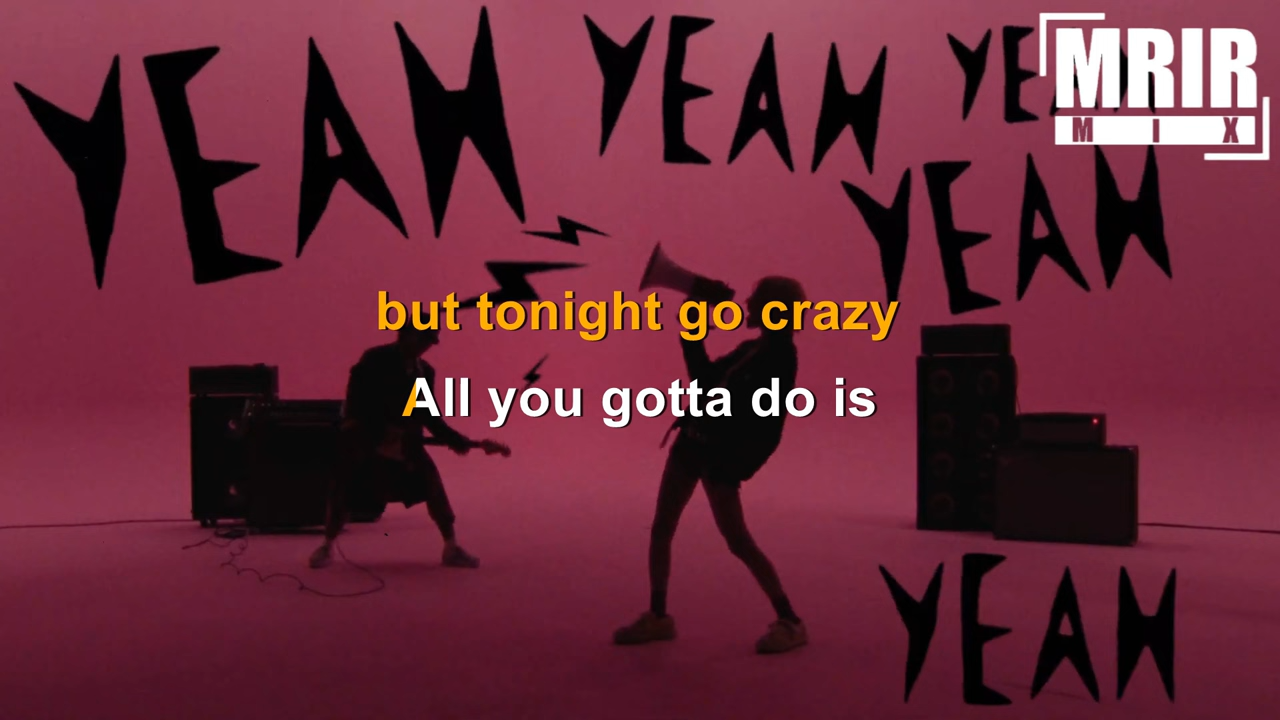 YEAH YEAH YEAH
MRIR
MIX
YEAH
but tonight go crazy
All you gotta do is
YEAH